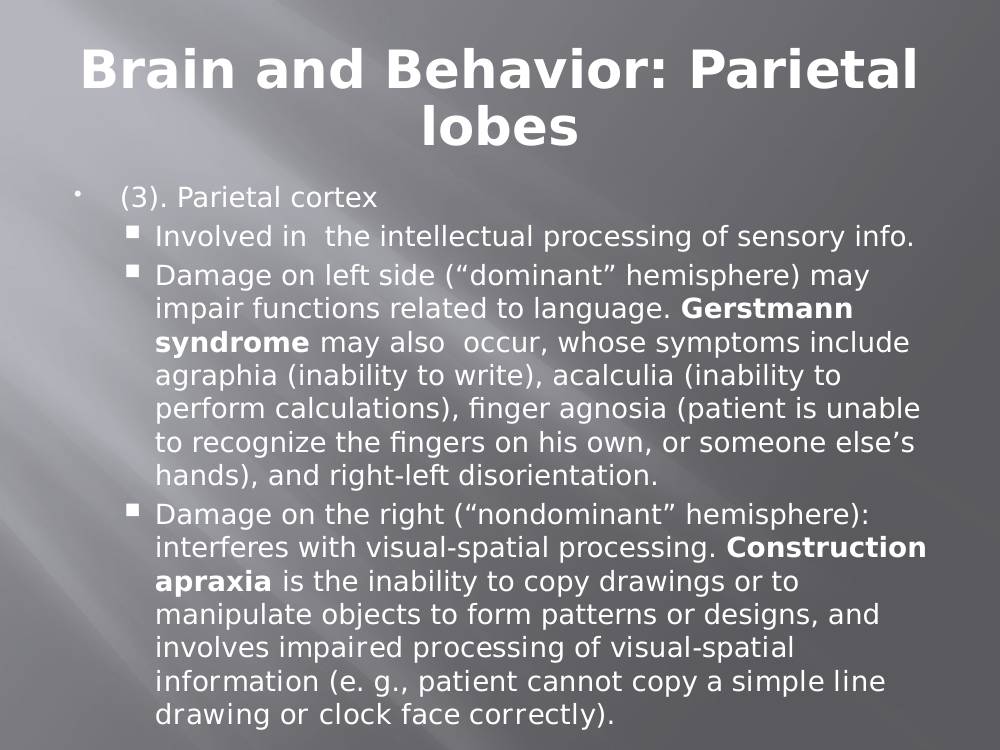 Brain and Behavior: Parietal
lobes
• (3). Parietal cortex
▪ Involved in  the intellectual processing of sensory info.
▪ Damage on left side (“dominant” hemisphere) may
impair functions related to language. Gerstmann
syndrome may also  occur, whose symptoms include
agraphia (inability to write), acalculia (inability to
perform calculations), finger agnosia (patient is unable
to recognize the fingers on his own, or someone else’s
hands), and right-left disorientation.
▪ Damage on the right (“nondominant” hemisphere):
interferes with visual-spatial processing. Construction
apraxia is the inability to copy drawings or to
manipulate objects to form patterns or designs, and
involves impaired processing of visual-spatial
information (e. g., patient cannot copy a simple line
drawing or clock face correctly).